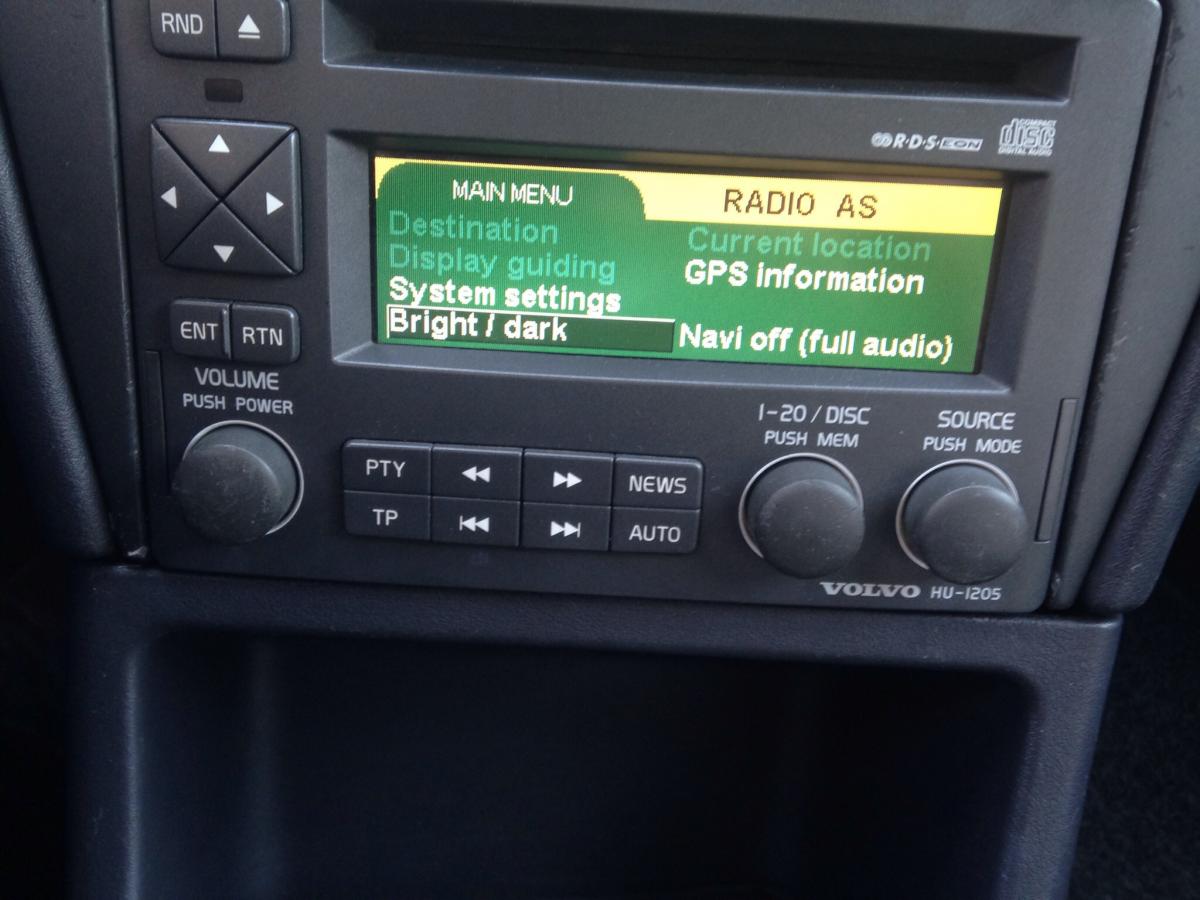 RND
R·D·S EON
COMPACT
disc
DIGITAL AUDIO
MAIN MENU
RADIO AS
Destination
Current location
Display guiding
GPS information
System settings
Bright / dark
Navi off (full audio)
ENT
RTN
VOLUME
PUSH POWER
1-20 / DISC
PUSH MEM
SOURCE
PUSH MODE
PTY
NEWS
TP
AUTO
VOLVO HU-1205